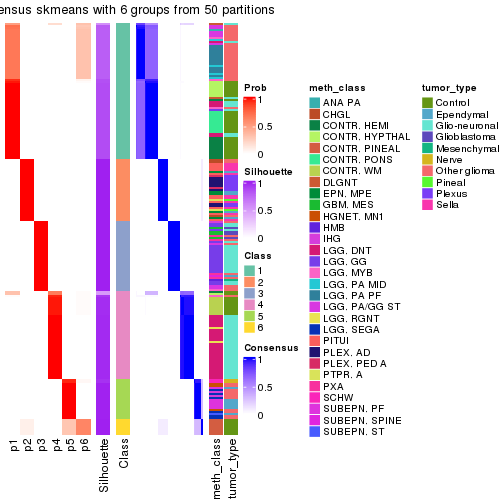 ensus skmeans with 6 groups from 50 partitions
p1
p2
p3
p4
p5
p6
Silhouette
Class
meth_class
tumor_type
Prob
1
0.5
0
Silhouette
1
0.5
0
Class
1
2
3
4
5
6
Consensus
1
0.5
0
meth_class
ANA PA
CHGL
CONTR. HEMI
CONTR. HYPTHAL
CONTR. PINEAL
CONTR. PONS
CONTR. WM
DLGNT
EPN. MPE
GBM. MES
HGNET. MN1
HMB
IHG
LGG. DNT
LGG. GG
LGG. MYB
LGG. PA MID
LGG. PA PF
LGG. PA/GG ST
LGG. RGNT
LGG. SEGA
PITUI
PLEX. AD
PLEX. PED A
PTPR. A
PXA
SCHW
SUBEPN. PF
SUBEPN. SPINE
SUBEPN. ST
tumor_type
Control
Ependymal
Glio-neuronal
Glioblastoma
Mesenchymal
Nerve
Other glioma
Pineal
Plexus
Sella